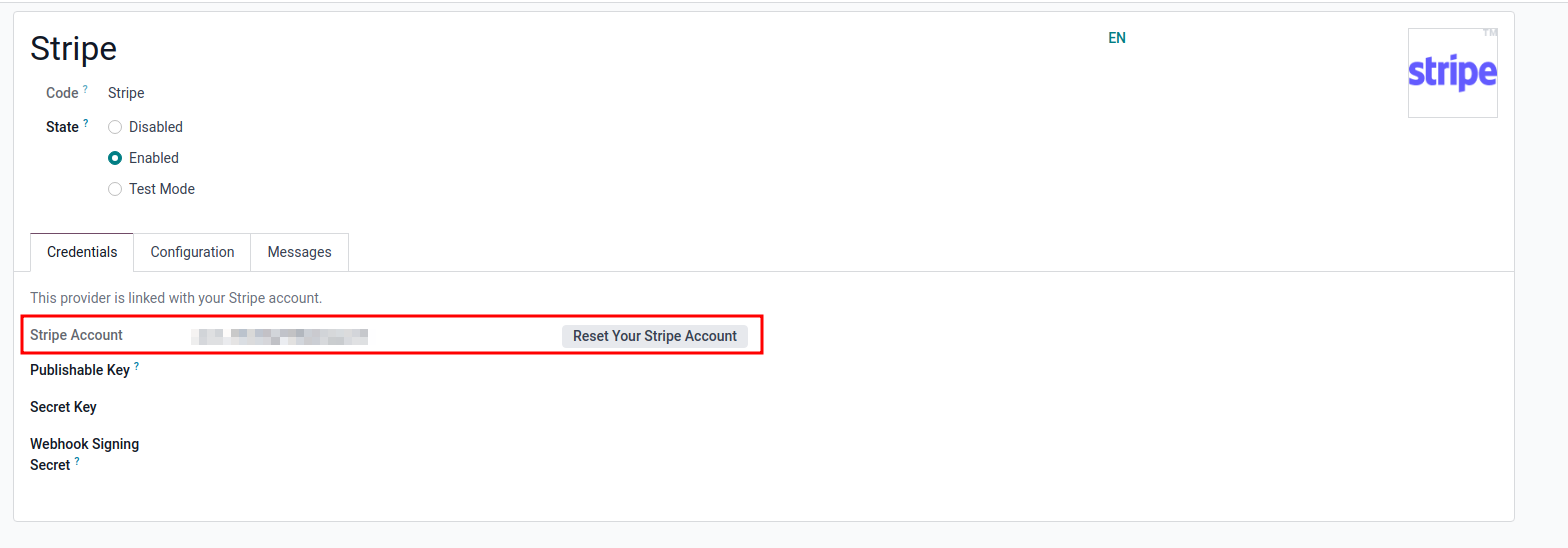 Stripe
EN
TM
stripe
Code ? Stripe
State ? Disabled
Enabled
Test Mode
Credentials Configuration Messages
This provider is linked with your Stripe account.
Stripe Account Reset Your Stripe Account
Publishable Key ?
Secret Key
Webhook Signing
Secret ?